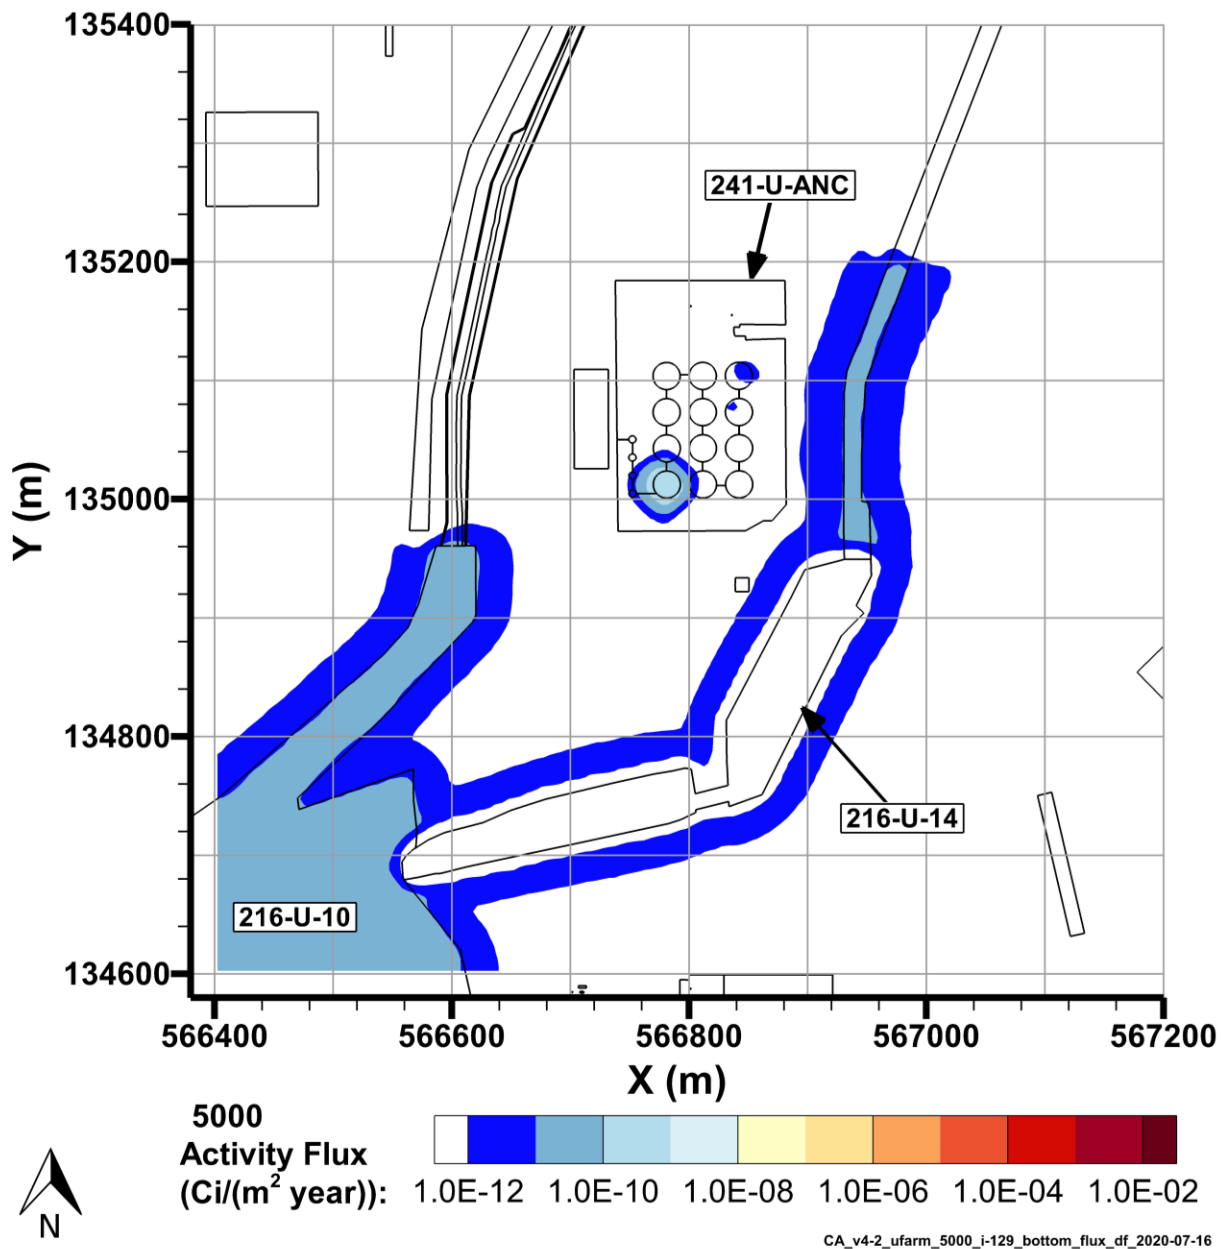 135400
135200
135000
134800
134600
Y (m)
241-U-ANC
216-U-14
216-U-10
566400 566600 566800 567000 567200
X (m)
5000
Activity Flux
(Ci/(m² year)):
1.0E-12 1.0E-10 1.0E-08 1.0E-06 1.0E-04 1.0E-02
N
CA_v4-2_ufarm_5000_i-129_bottom_flux_df_2020-07-16